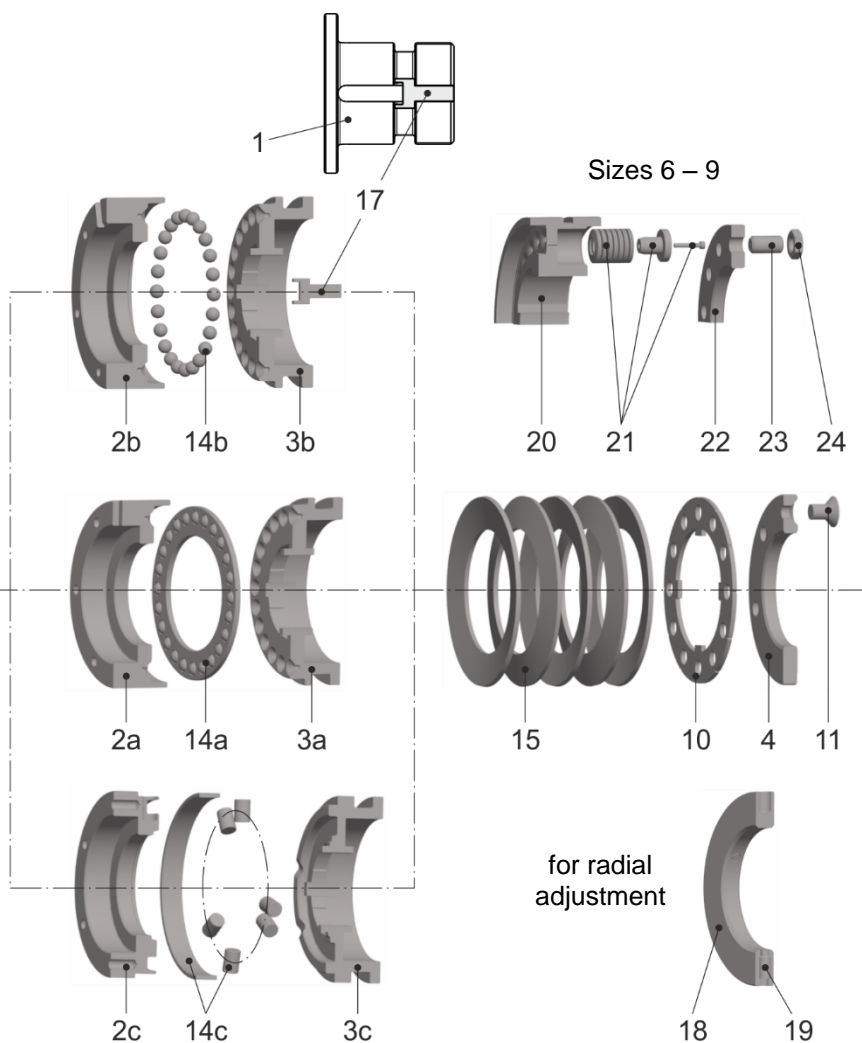 1
17
Sizes 6 – 9
2b 14b 3b
20 21 22 23 24
2a 14a 3a
15 10 4 11
for radial
adjustment
2c 14c 3c
18 19